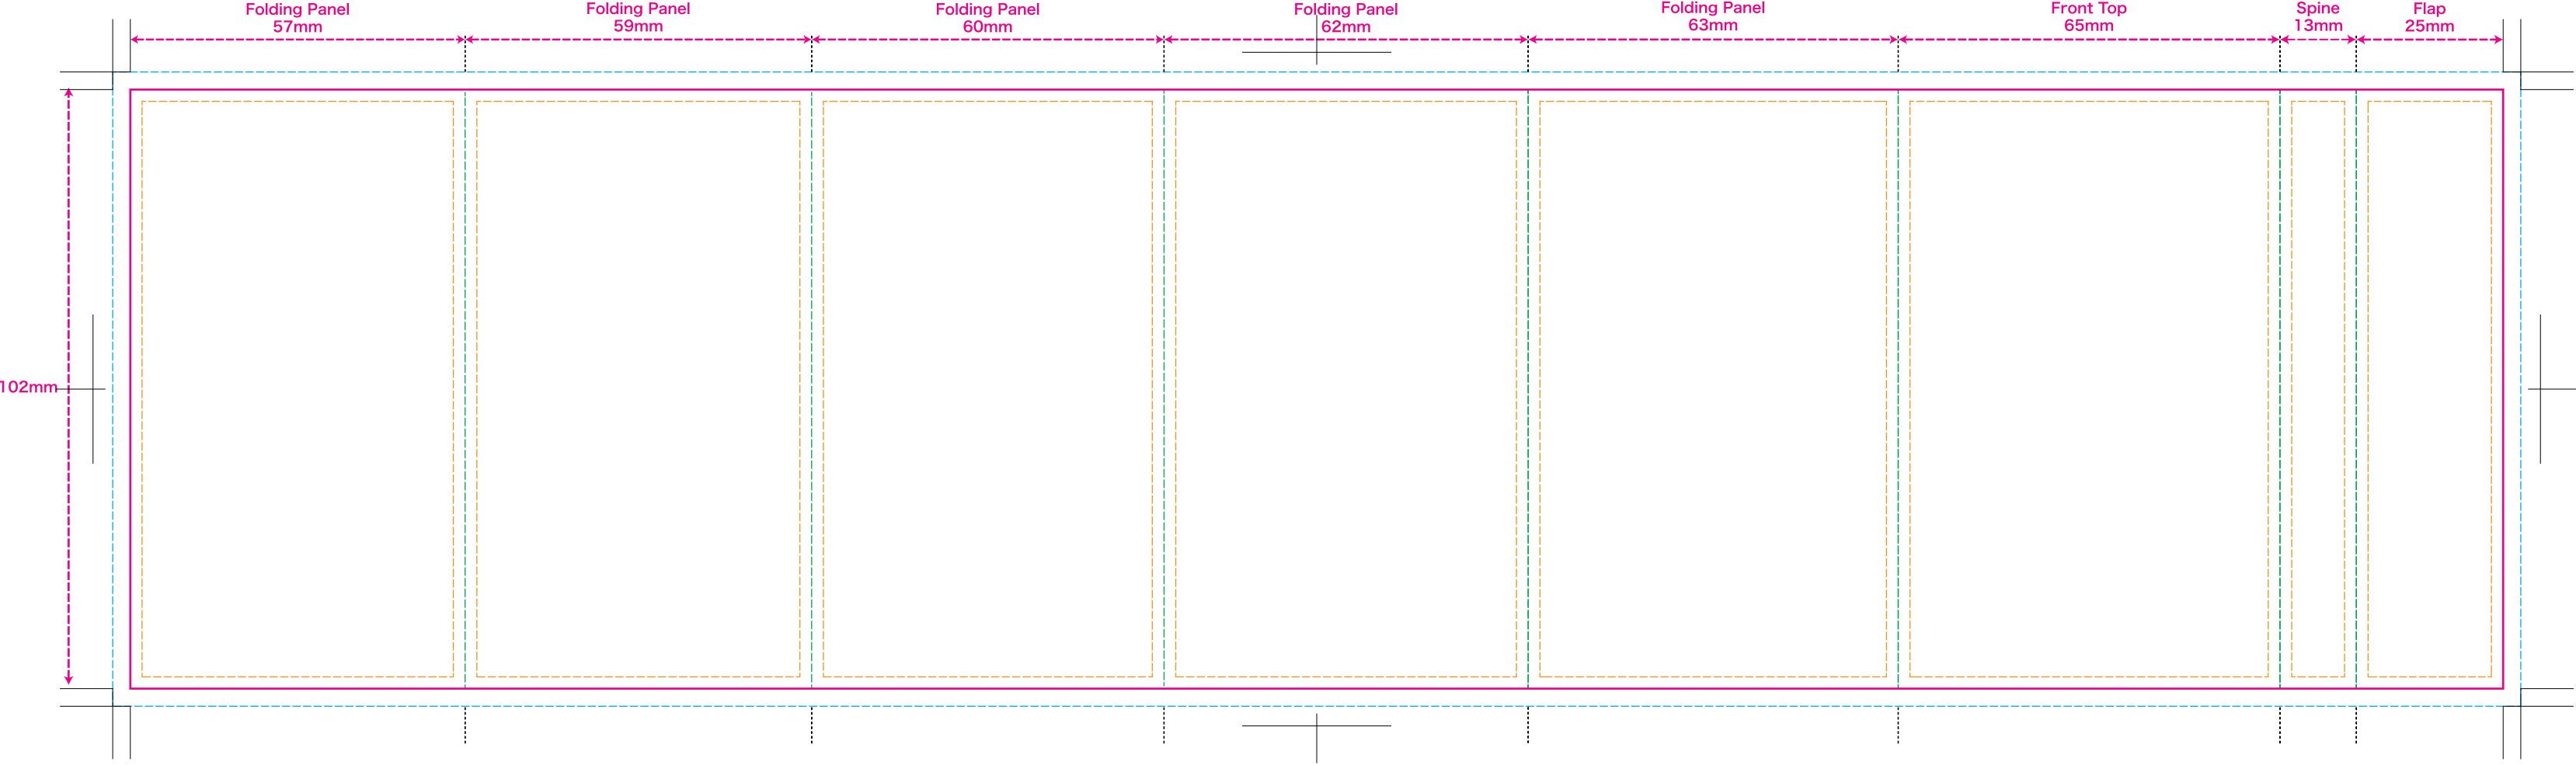 Folding Panel
57mm
Folding Panel
59mm
Folding Panel
60mm
Folding Panel
62mm
Folding Panel
63mm
Front Top
65mm
Spine
13mm
Flap
25mm
102mm